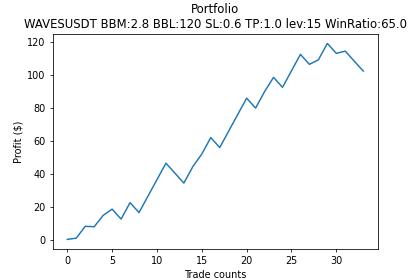 Portfolio
WAVESUSDT BBM:2.8 BBL:120 SL:0.6 TP:1.0 lev:15 WinRatio:65.0
120
100
80
60
40
20
0
Profit ($)
0 5 10 15 20 25 30
Trade counts